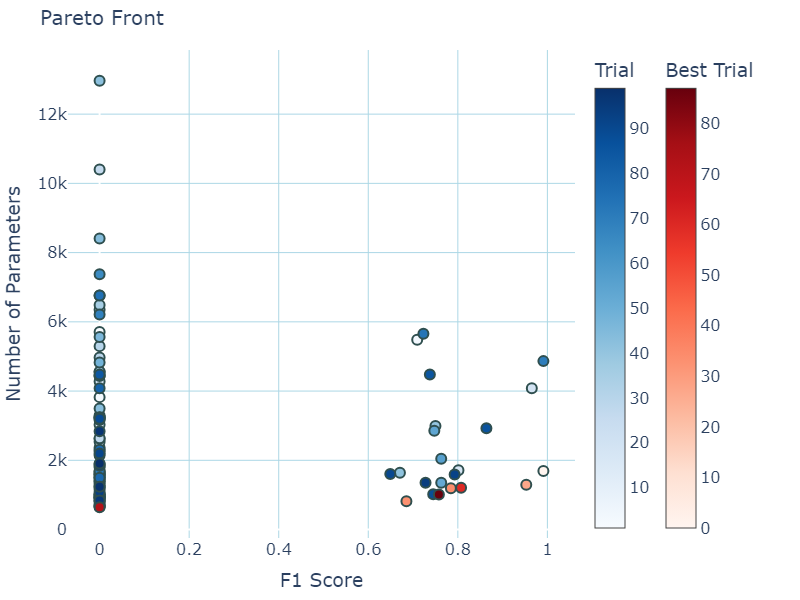 Pareto Front
Trial
Best Trial
12k
10k
8k
6k
4k
2k
0
Number of Parameters
0
0.2
0.4
0.6
0.8
1
F1 Score
90
80
70
60
50
40
30
20
10
80
70
60
50
40
30
20
10
0